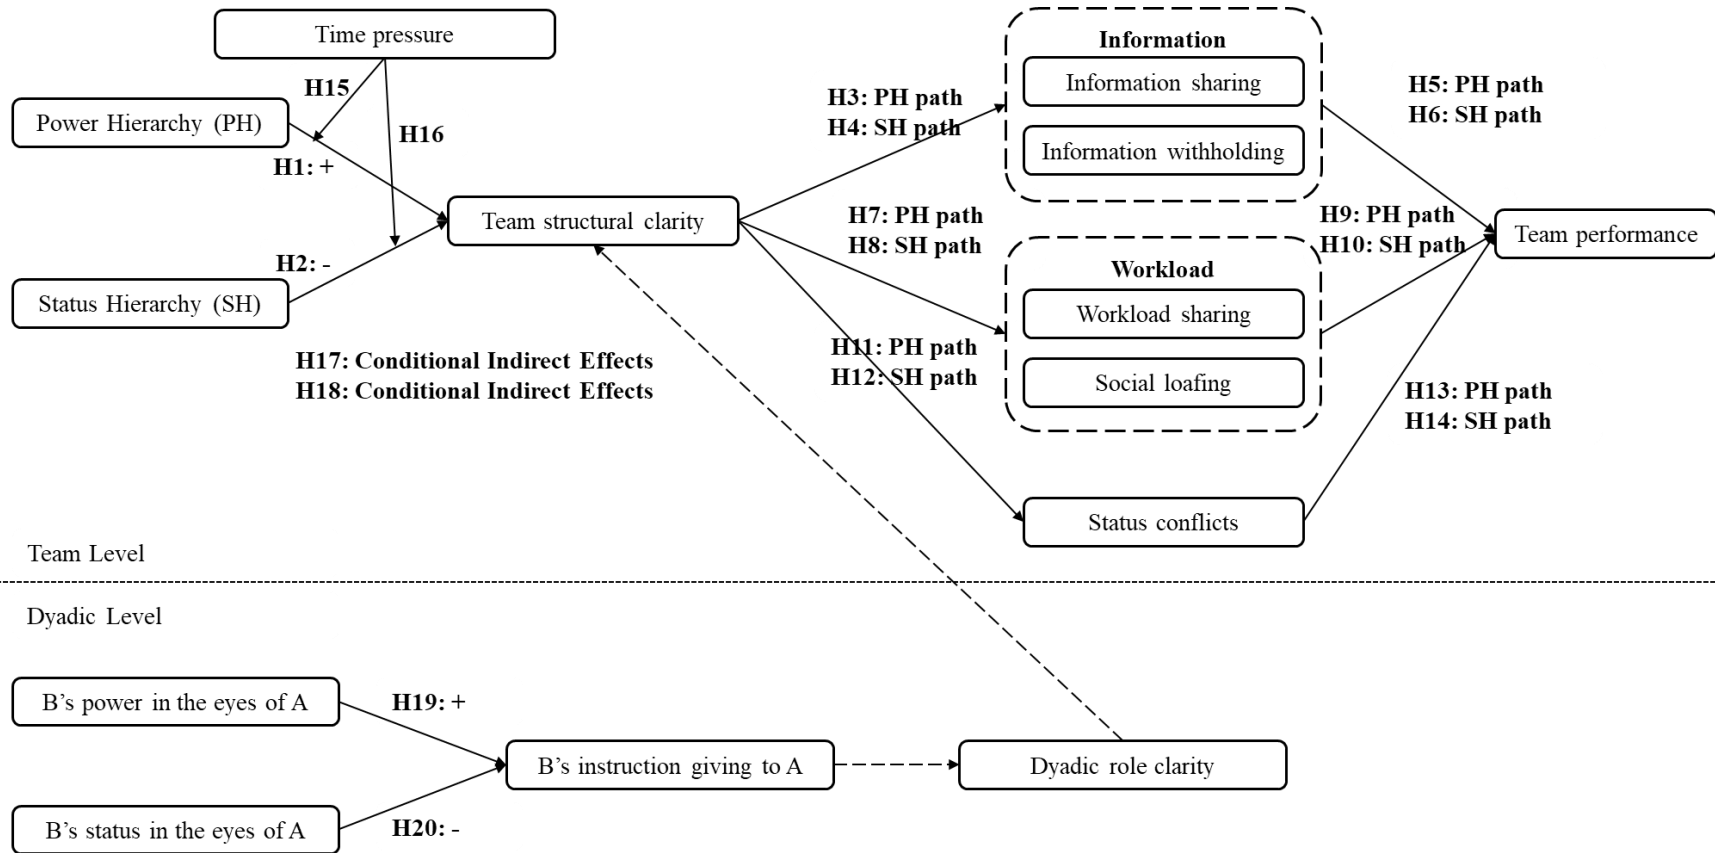 Time pressure
H15
Power Hierarchy (PH)
H16
H1: +
Team structural clarity
H2: -
Status Hierarchy (SH)
H17: Conditional Indirect Effects
H18: Conditional Indirect Effects
H3: PH path
H4: SH path
H7: PH path
H8: SH path
H11: PH path
H12: SH path
Information
Information sharing
Information withholding
Workload
Workload sharing
Social loafing
Status conflicts
H5: PH path
H6: SH path
H9: PH path
H10: SH path
H13: PH path
H14: SH path
Team performance
Team Level
Dyadic Level
B’s power in the eyes of A
H19: +
B’s instruction giving to A
Dyadic role clarity
B’s status in the eyes of A
H20: -